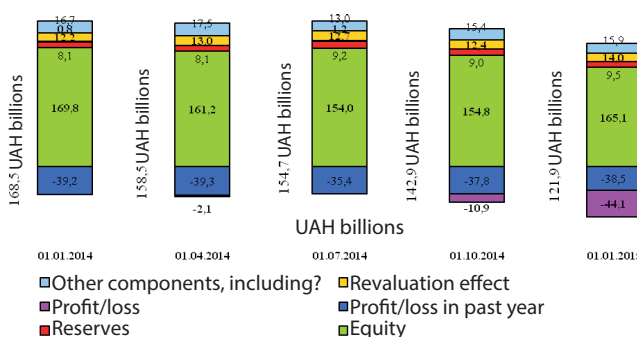 16,7 17,5 13,0 15,4 15,9
0,8 1,2
12,2 13,0 12,7 12,4 14,0
8,1 8,1 9,2 9,0 9,5
169,8 161,2 154,0 154,8 165,1
168,5 UAH billions
158,5 UAH billions
154,7 UAH billions
142,9 UAH billions
121,9 UAH billions
-39,2 -39,3 -35,4 -37,8 -38,5
-2,1 -10,9 -44,1
UAH billions
01.01.2014 01.04.2014 01.07.2014 01.10.2014
Other components, including? Revaluation effect
Profit/loss Profit/loss in past year
Reserves Equity